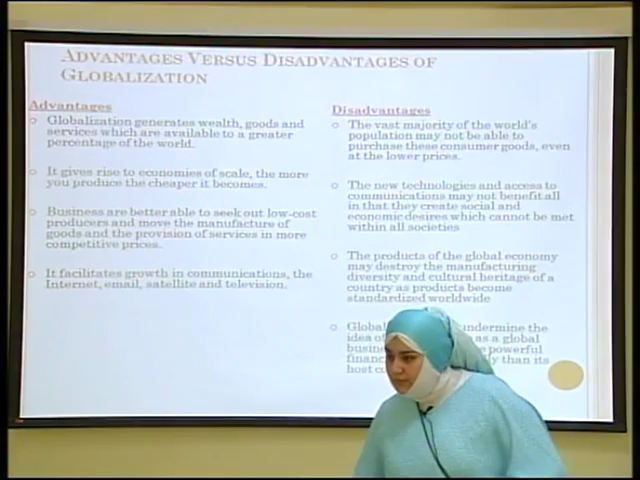 ADVANTAGES VERSUS DISADVANTAGES OF
GLOBALIZATION
Advantages
Globalization generates wealth, goods and
services which are available to a greater
percentage of the world.
It gives rise to economies of scale, the more
you produce the cheaper it becomes.
Business are better able to seek out low-cost
producers and move the manufacture of
goods and the provision of services in more
competitive prices.
It facilitates growth in communications, the
Internet, email, satellite and television.
Disadvantages
The vast majority of the world's
population may not be able to
purchase these consumer goods, even
at the lower prices.
The new technologies and access to
communications may not benefit all
in that they create social and
economic desires which cannot be met
within all societies
The products of the global economy
may destroy the manufacturing
diversity and cultural heritage of a
country as products become
standardized worldwide
undermine the
idea as a global
powerful
than its
host